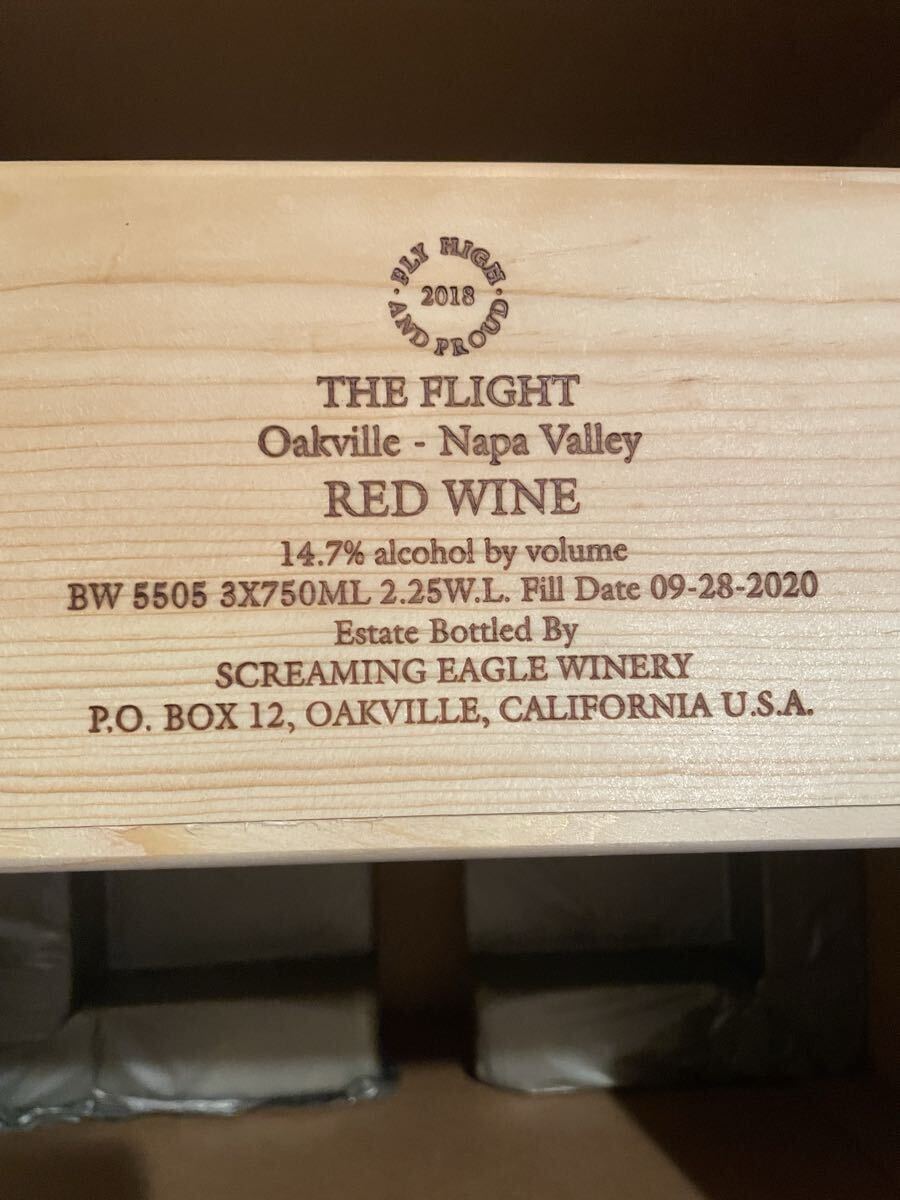 FLY HIGH
· AND PROUD ·
2018
THE FLIGHT
Oakville - Napa Valley
RED WINE
14.7% alcohol by volume
BW 5505 3X750ML 2.25W.L. Fill Date 09-28-2020
Estate Bottled By
SCREAMING EAGLE WINERY
P.O. BOX 12, OAKVILLE, CALIFORNIA U.S.A.